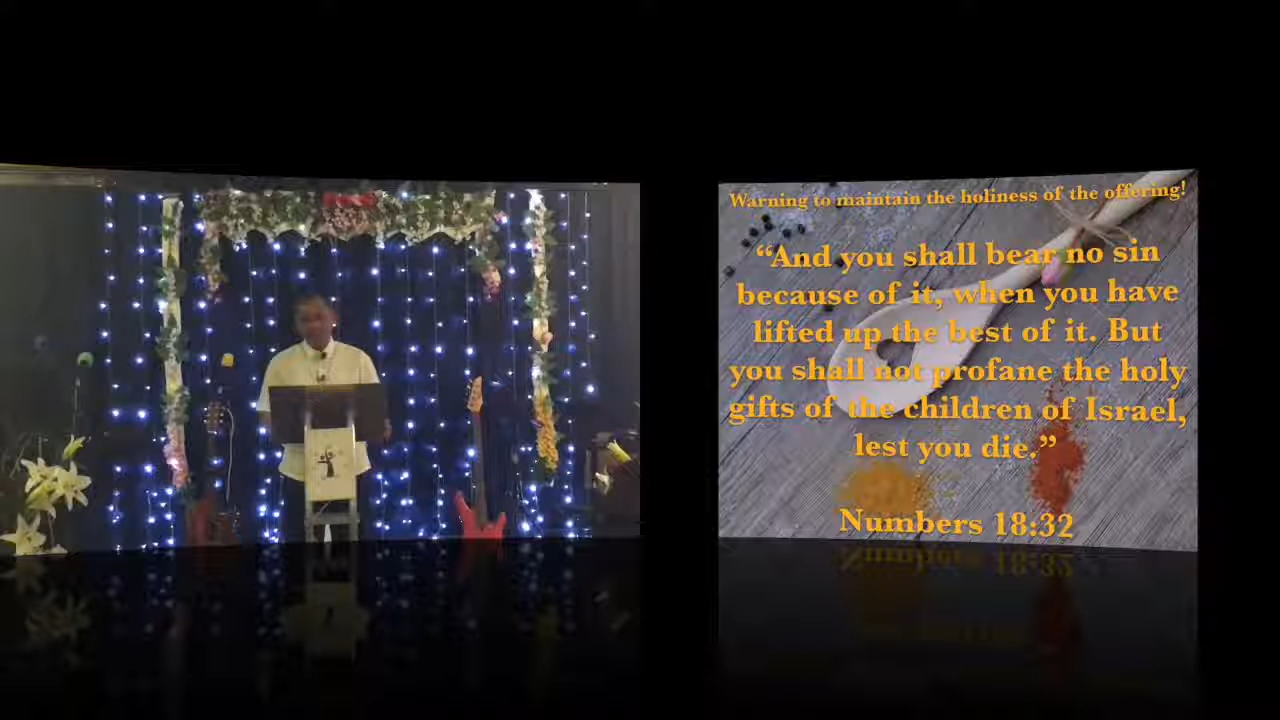 Warning to maintain the holiness of the offering!
“And you shall bear no sin
because of it, when you have
lifted up the best of it. But
you shall not profane the holy
gifts of the children of Israel,
lest you die.”
Numbers 18:32